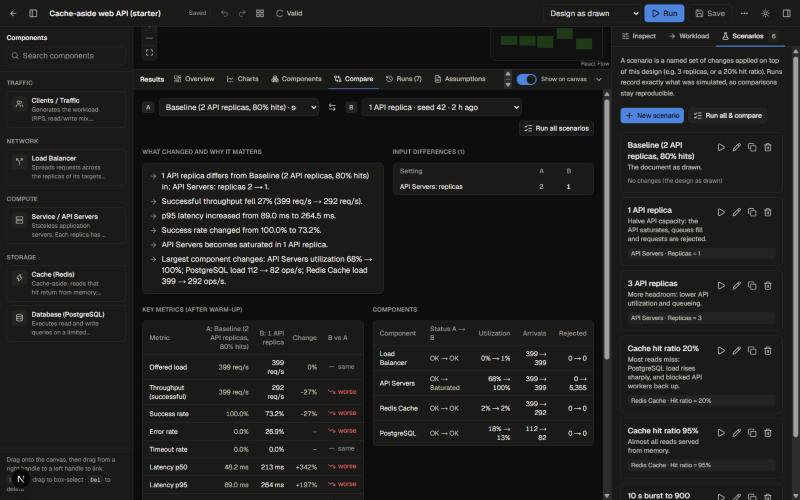 Cache-aside web API (starter)
Saved
Valid
Design as drawn
Run
Save
Components
Search components
TRAFFIC
Clients / Traffic
Generates the workload
(RPS, read/write mix,...
NETWORK
Load Balancer
Spreads requests across
the replicas of its targets...
COMPUTE
Service / API Servers
Stateless application
servers. Each replica has ...
STORAGE
Cache (Redis)
Cache-aside: reads that
hit return from memory;...
Database (PostgreSQL)
Executes read and write
queries on a limited...
Drag onto the canvas, then drag from a
right handle to a left handle to link.
drag to box-select · Del to
delete
N
React Flow
Results
Overview
Charts
Components
Compare
Runs (7)
Assumptions
Show on canvas
A
Baseline (2 API replicas, 80% hits) · s
B
1 API replica · seed 42 · 2 h ago
Run all scenarios
WHAT CHANGED AND WHY IT MATTERS
→ 1 API replica differs from Baseline (2 API replicas, 80% hits)
in: API Servers: replicas 2 → 1.
→ Successful throughput fell 27% (399 req/s → 292 req/s).
→ p95 latency increased from 89.0 ms to 264.5 ms.
→ Success rate changed from 100.0% to 73.2%.
→ API Servers becomes saturated in 1 API replica.
→ Largest component changes: API Servers utilization 68% →
100%; PostgreSQL load 112 → 82 ops/s; Redis Cache load
399 → 292 ops/s.
INPUT DIFFERENCES (1)
Setting A B
API Servers: replicas 2 1
KEY METRICS (AFTER WARM-UP)
Metric A: Baseline (2 API replicas, 80% hits) B: 1 API replica Change B vs A
Offered load 399 req/s 399 req/s 0% — same
Throughput (successful) 399 req/s 292 req/s -27% worse
Success rate 100.0% 73.2% -27% worse
Error rate 0.0% 26.9% – worse
Timeout rate 0.0% 0.0% – — same
Latency p50 48.2 ms 213 ms +342% worse
Latency p95 89.0 ms 264 ms +197% worse
COMPONENTS
Component Status A → B Utilization Arrivals Rejected
Load Balancer OK → OK 0% → 1% 399 → 399 0 → 0
API Servers OK → Saturated 68% → 100% 399 → 399 0 → 5,355
Redis Cache OK → OK 2% → 2% 399 → 292 0 → 0
PostgreSQL OK → OK 18% → 13% 112 → 82 0 → 0
Inspect
Workload
Scenarios 6
A scenario is a named set of changes applied on top
of this design (e.g. 3 replicas, or a 20% hit ratio). Runs
record exactly what was simulated, so comparisons
stay reproducible.
+ New scenario
Run all & compare
Baseline (2 API
replicas, 80% hits)
The document as drawn.
No changes (the design as drawn)
1 API replica
Halve API capacity: the
API saturates, queues fill
and requests are rejected.
API Servers · Replicas = 1
3 API replicas
More headroom: lower API
utilization and queueing.
API Servers · Replicas = 3
Cache hit ratio 20%
Most reads miss:
PostgreSQL load rises
sharply, and blocked API
workers back up.
Redis Cache · Hit ratio = 20%
Cache hit ratio 95%
Almost all reads served
from memory.
Redis Cache · Hit ratio = 95%
10 s burst to 900